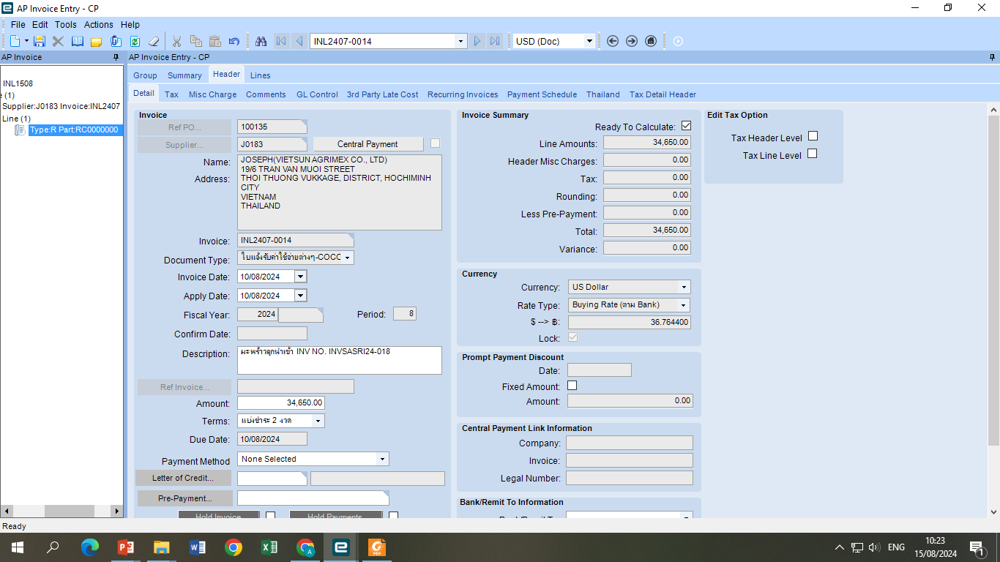 AP Invoice Entry - CP
File Edit Tools Actions Help
INL2407-0014
USD (Doc)
AP Invoice
AP Invoice Entry - CP
INL1508
e (1)
Supplier:J0183 Invoice:INL2407
Line (1)
Type:R Part:RC0000000
Group Summary Header Lines
Detail Tax Misc Charge Comments GL Control 3rd Party Late Cost Recurring Invoices Payment Schedule Thailand Tax Detail Header
Invoice
Ref PO... 100135
Supplier... J0183 Central Payment
Name: JOSEPH(VIETSUN AGRIMEX CO., LTD)
Address: 19/6 TRAN VAN MUOI STREET
THOI THUONG VUKKAGE, DISTRICT, HOCHIMINH
CITY
VIETNAM
THAILAND
Invoice: INL2407-0014
Document Type: ใบแจ้งรับค่าใช้จ่ายต่างๆ-COCC
Invoice Date: 10/08/2024
Apply Date: 10/08/2024
Fiscal Year: 2024 Period: 8
Confirm Date:
Description: มะพร้าวลูกนำเข้า INV NO. INVSASRI24-018
Ref Invoice...
Amount: 34,650.00
Terms: แบ่งชำระ 2 งวด
Due Date: 10/08/2024
Payment Method None Selected
Letter of Credit...
Pre-Payment...
Hold Invoice Hold Payments
Invoice Summary
Ready To Calculate:
Line Amounts: 34,650.00
Header Misc Charges: 0.00
Tax: 0.00
Rounding: 0.00
Less Pre-Payment: 0.00
Total: 34,650.00
Variance: 0.00
Currency
Currency: US Dollar
Rate Type: Buying Rate (ตาม Bank)
$ --> ฿: 36.764400
Lock:
Prompt Payment Discount
Date:
Fixed Amount:
Amount: 0.00
Central Payment Link Information
Company:
Invoice:
Legal Number:
Bank/Remit To Information
Edit Tax Option
Tax Header Level
Tax Line Level
Ready
ENG
10:23
15/08/2024
1